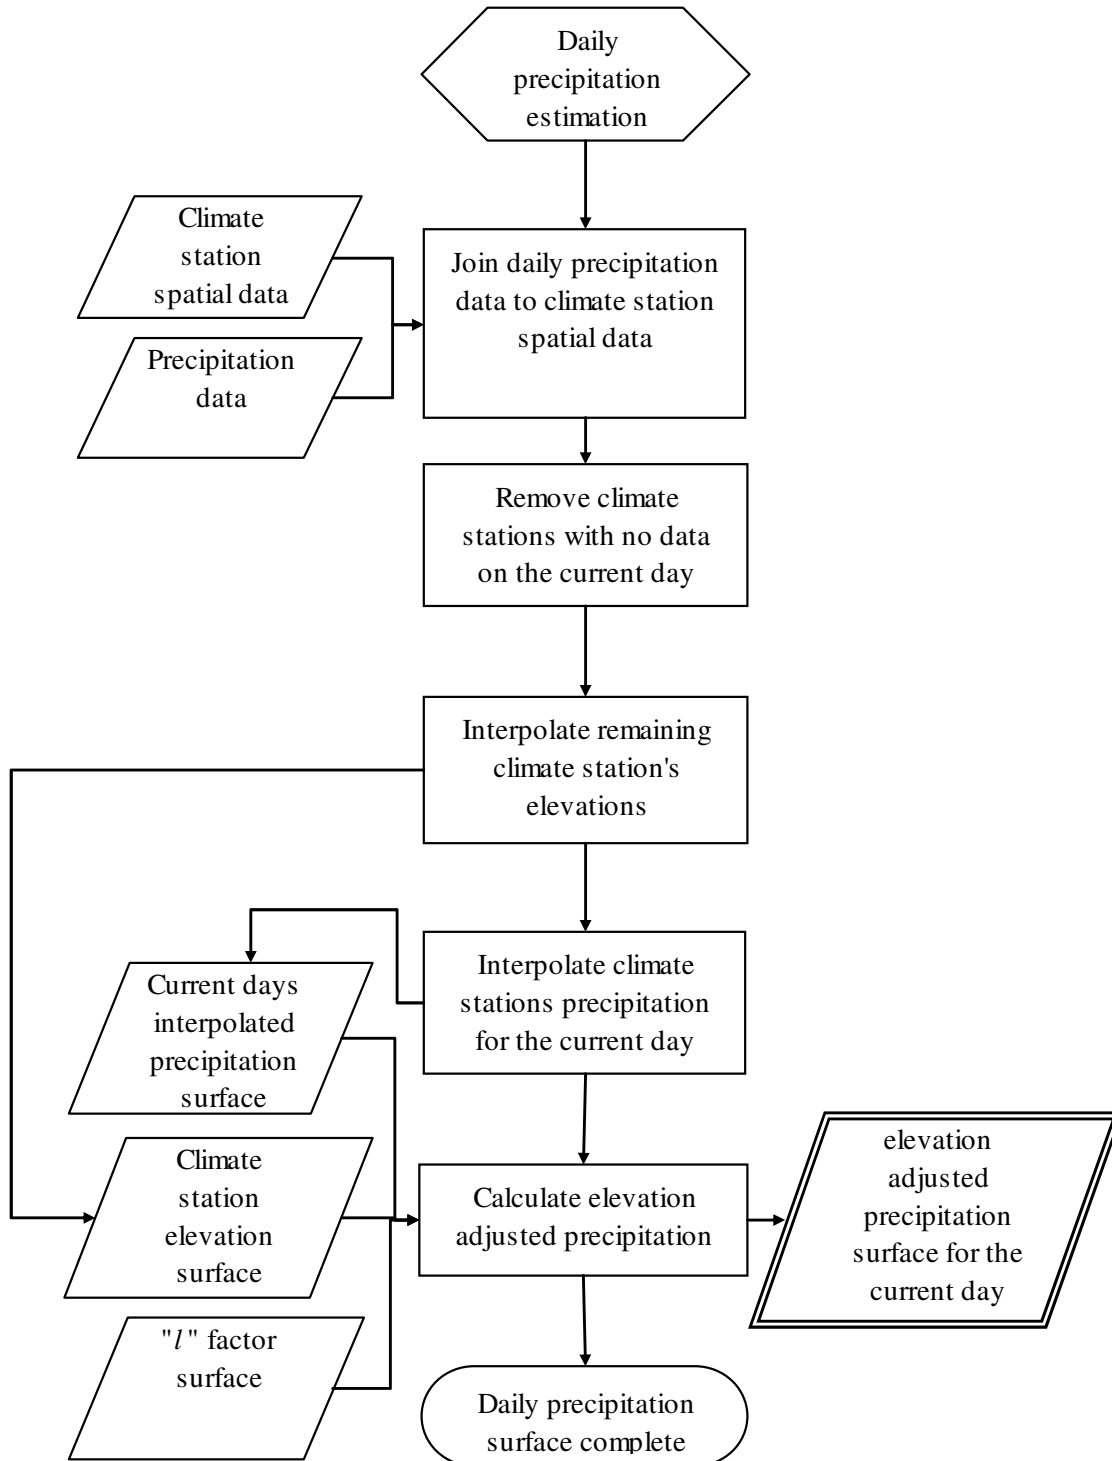 Daily
precipitation
estimation
Climate
station
spatial data
Join daily precipitation
data to climate station
spatial data
Precipitation
data
Remove climate
stations with no data
on the current day
Interpolate remaining
climate station's
elevations
Interpolate climate
stations precipitation
for the current day
Current days
interpolated
precipitation
surface
Climate
station
elevation
surface
Calculate elevation
adjusted precipitation
elevation
adjusted
precipitation
surface for the
current day
"l" factor
surface
Daily precipitation
surface complete